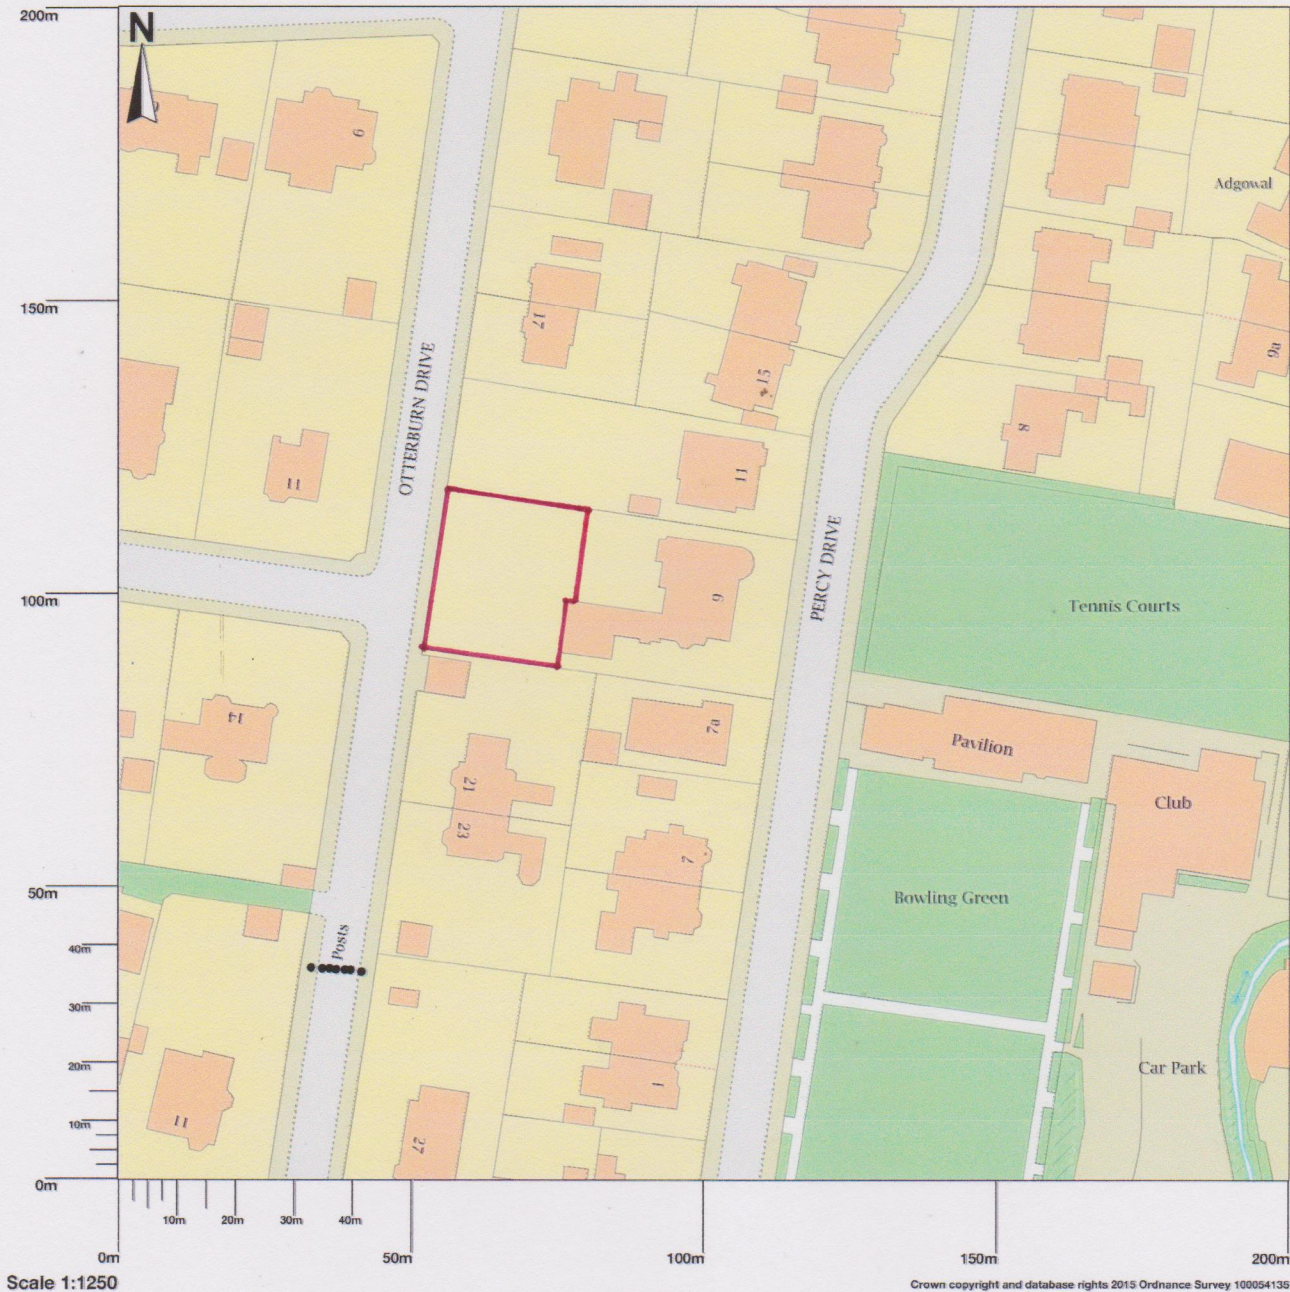 200m
N
9
6
Adgowal
150m
17
OTTERBURN DRIVE
15
9a
8
11
11
PERCY DRIVE
100m
9
Tennis Courts
14
7a
Pavilion
21
Club
23
7
50m
Bowling Green
Posts
40m
30m
20m
Car Park
1
10m
11
27
0m
10m 20m 30m 40m
0m 50m 100m 150m 200m
Scale 1:1250
Crown copyright and database rights 2015 Ordnance Survey 100054135